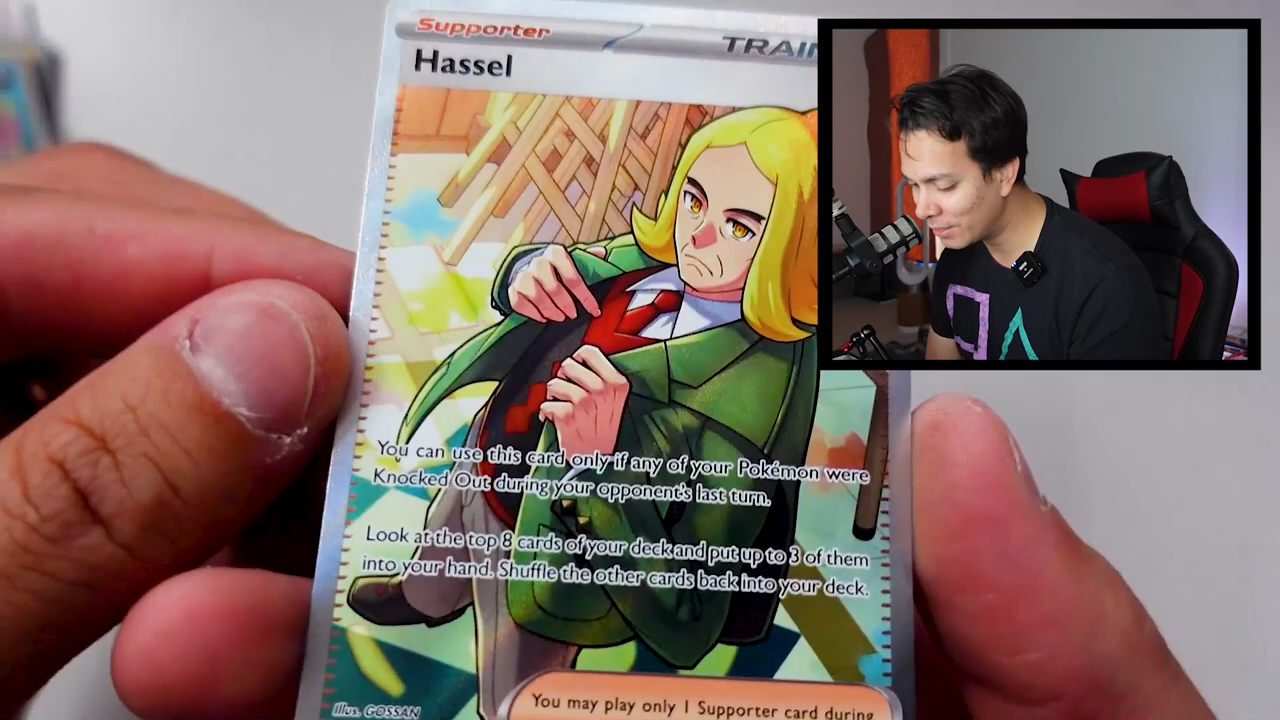 Supporter
TRAIN
Hassel
You can use this card only if any of your Pokémon were
Knocked Out during your opponent's last turn.
Look at the top 8 cards of your deck and put up to 3 of them
into your hand. Shuffle the other cards back into your deck.
Illus. GOSSAN
You may play only 1 Supporter card during